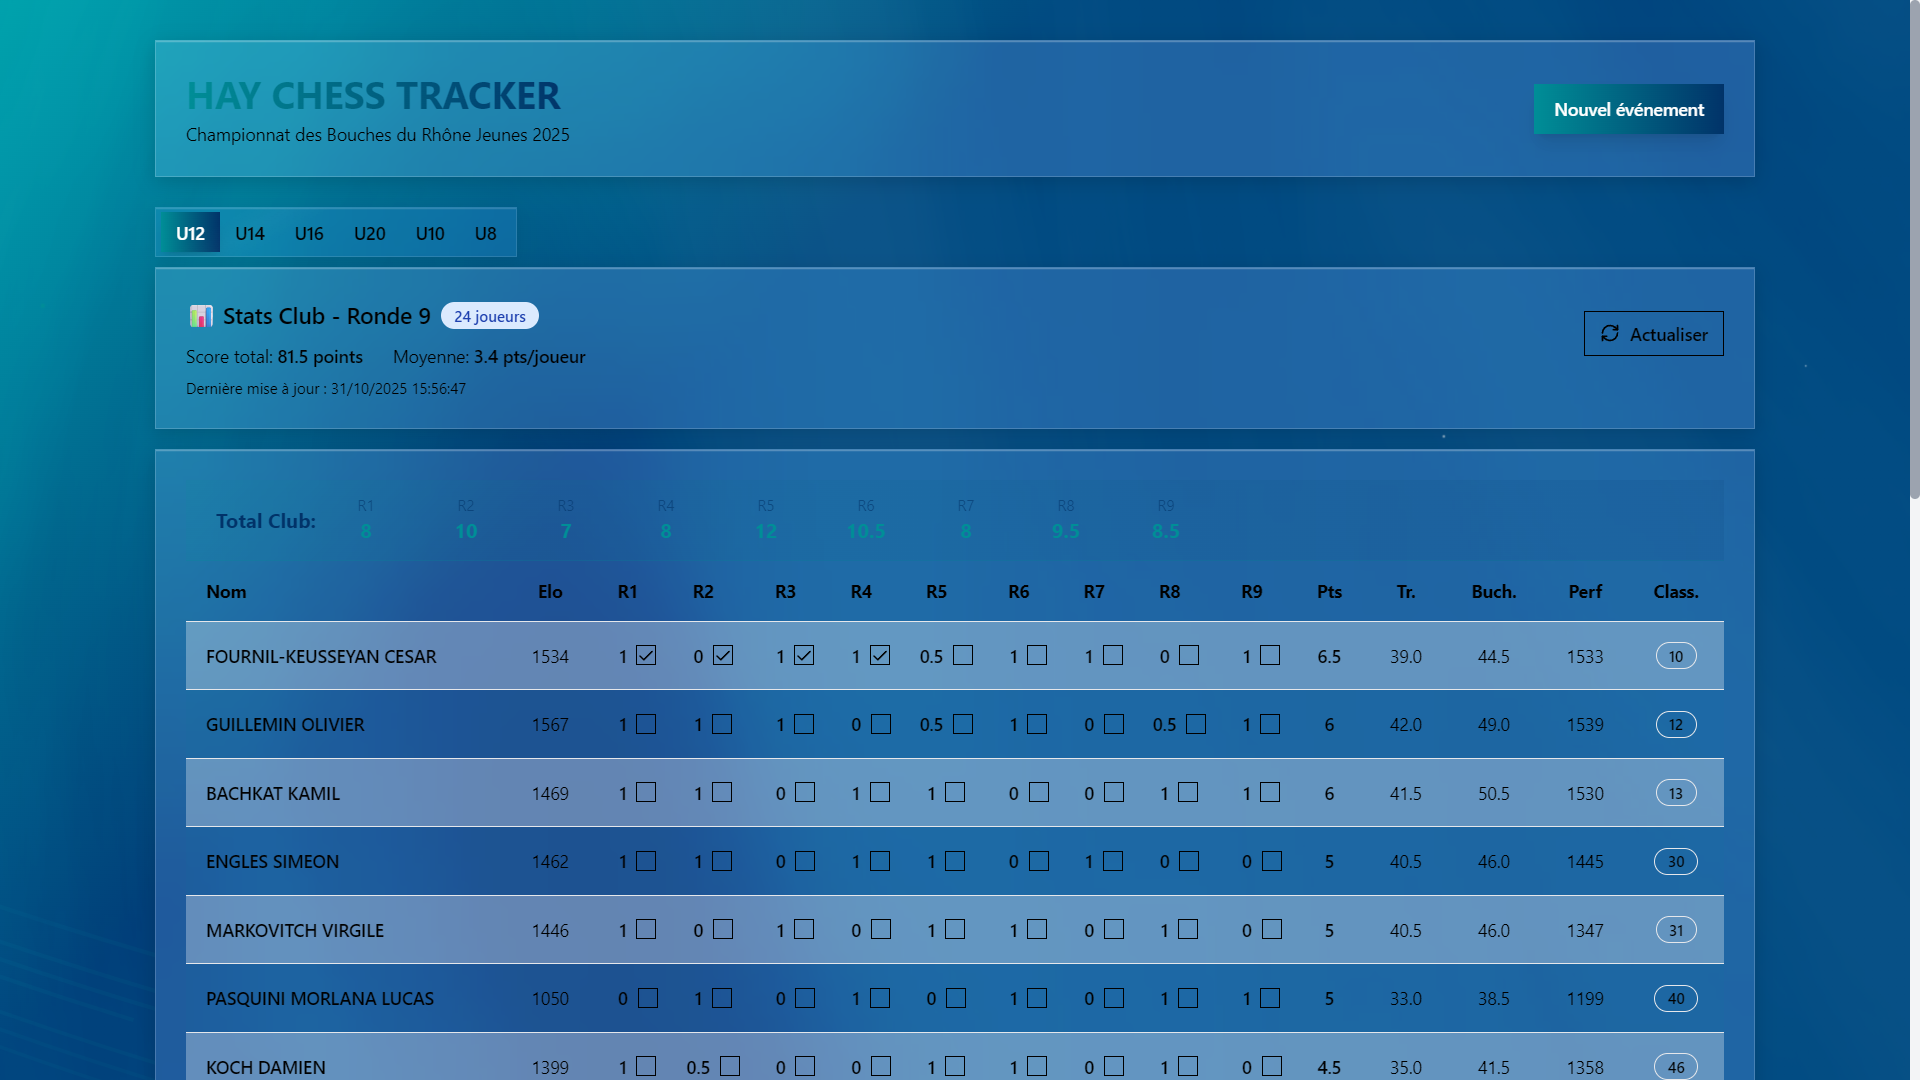 HAY CHESS TRACKER
Championnat des Bouches du Rhône Jeunes 2025
Nouvel événement
U12 U14 U16 U20 U10 U8
Stats Club - Ronde 9 24 joueurs
Score total: 81.5 points Moyenne: 3.4 pts/joueur
Dernière mise à jour : 31/10/2025 15:56:47
Actualiser
R1 R2 R3 R4 R5 R6 R7 R8 R9
Total Club: 8 10 7 8 12 10.5 8 9.5 8.5
Nom Elo R1 R2 R3 R4 R5 R6 R7 R8 R9 Pts Tr. Buch. Perf Class.
FOURNIL-KEUSSEYAN CESAR 1534 1 0 1 1 0.5 1 1 0 1 6.5 39.0 44.5 1533 10
GUILLEMIN OLIVIER 1567 1 1 1 0 0.5 1 0 0.5 1 6 42.0 49.0 1539 12
BACHKAT KAMIL 1469 1 1 0 1 1 0 0 1 1 6 41.5 50.5 1530 13
ENGLES SIMEON 1462 1 1 0 1 1 0 1 0 0 5 40.5 46.0 1445 30
MARKOVITCH VIRGILE 1446 1 0 1 0 1 1 0 1 0 5 40.5 46.0 1347 31
PASQUINI MORLANA LUCAS 1050 0 1 0 1 0 1 0 1 1 5 33.0 38.5 1199 40
KOCH DAMIEN 1399 1 0.5 0 0 1 1 0 1 0 4.5 35.0 41.5 1358 46